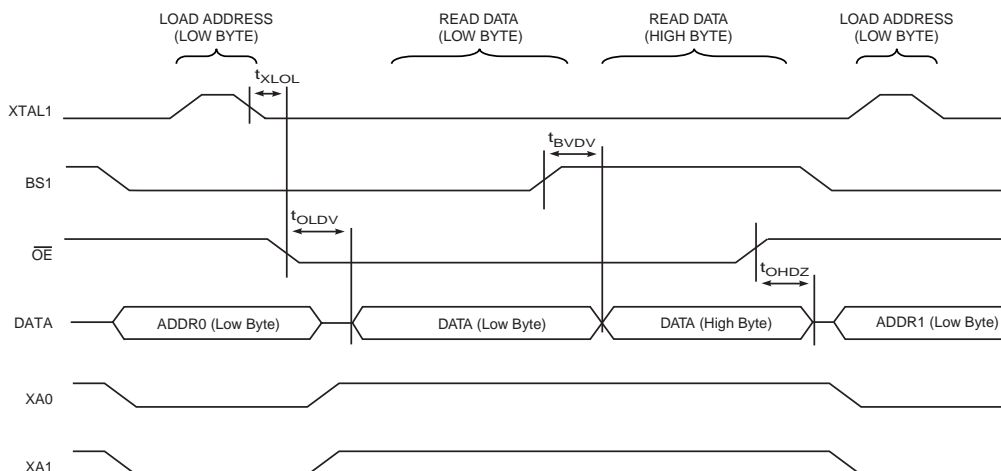 LOAD ADDRESS
(LOW BYTE)
READ DATA
(LOW BYTE)
READ DATA
(HIGH BYTE)
LOAD ADDRESS
(LOW BYTE)
tXLOL
XTAL1
tBVDV
BS1
tOLDV
OE
tOHDZ
DATA
ADDR0 (Low Byte)
DATA (Low Byte)
DATA (High Byte)
ADDR1 (Low Byte)
XA0
XA1